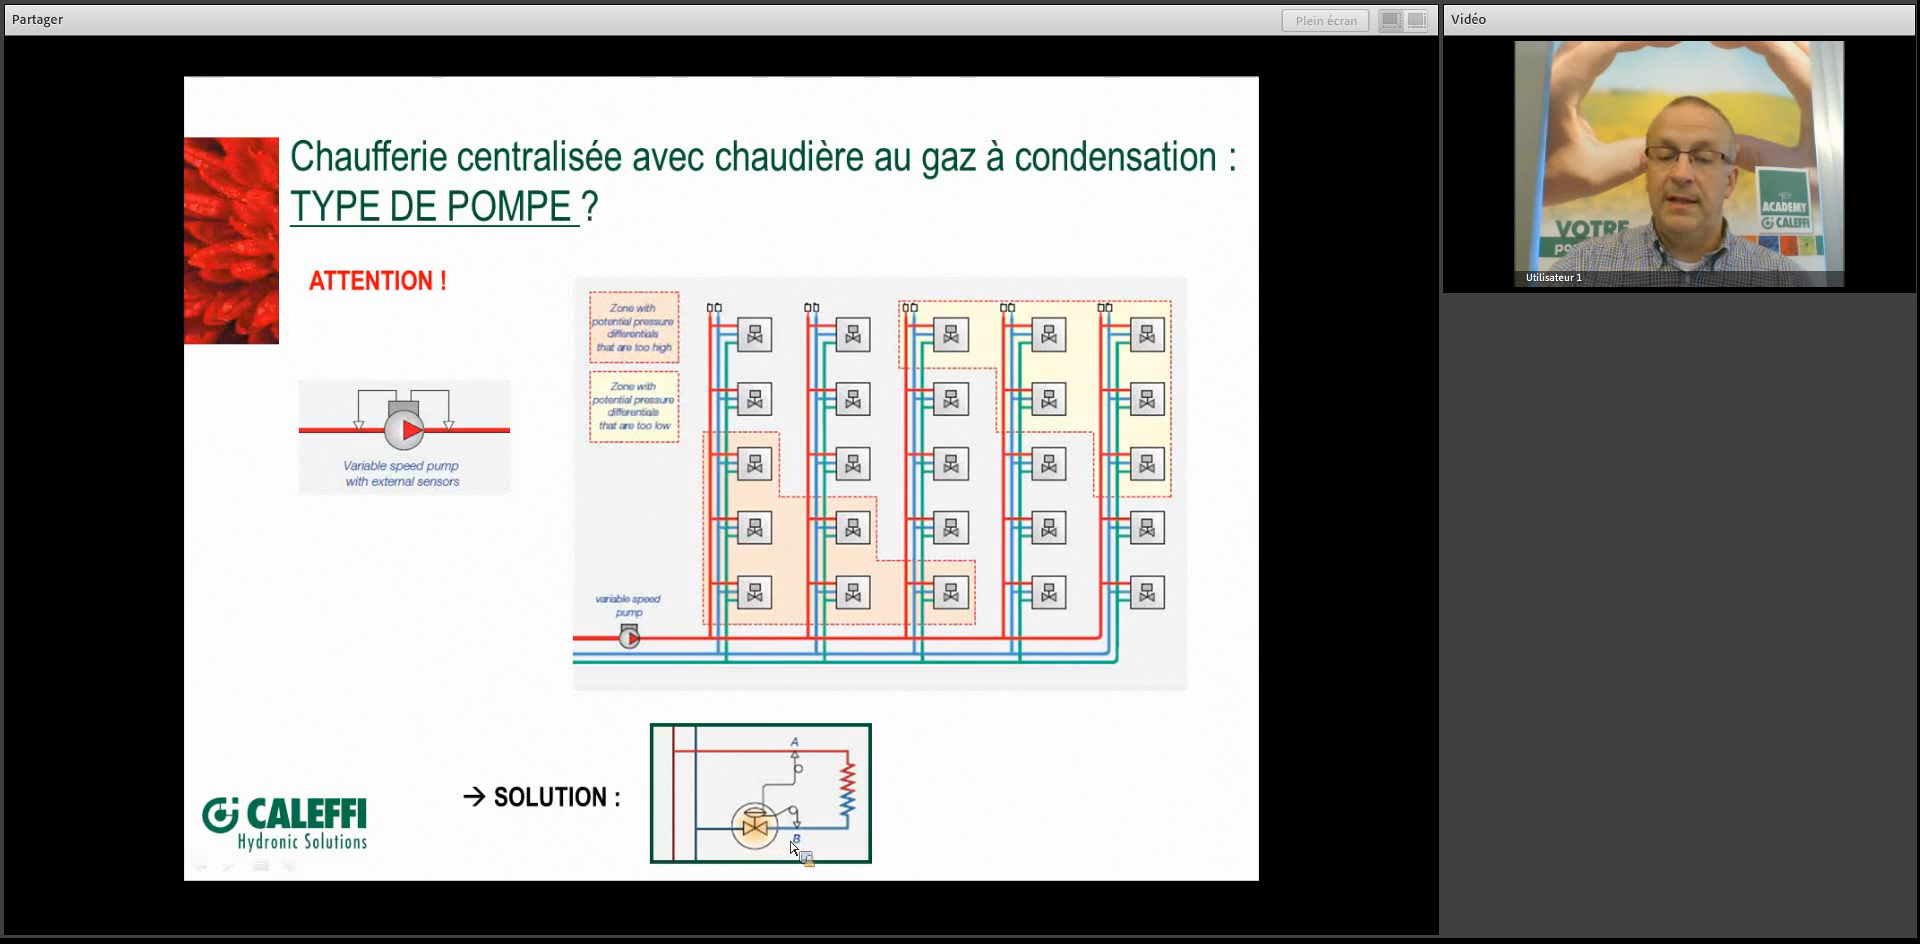 Partager
Plein écran
Vidéo
Chaufferie centralisée avec chaudière au gaz à condensation :
TYPE DE POMPE ?
ATTENTION !
Variable speed pump
with external sensors
Zone with
potential pressure
differentials
that are too high
Zone with
potential pressure
differentials
that are too low
variable speed
pump
→ SOLUTION :
A
B
CALEFFI
Hydronic Solutions
VOTRE
ACADEMY
CALEFFI
Utilisateur 1